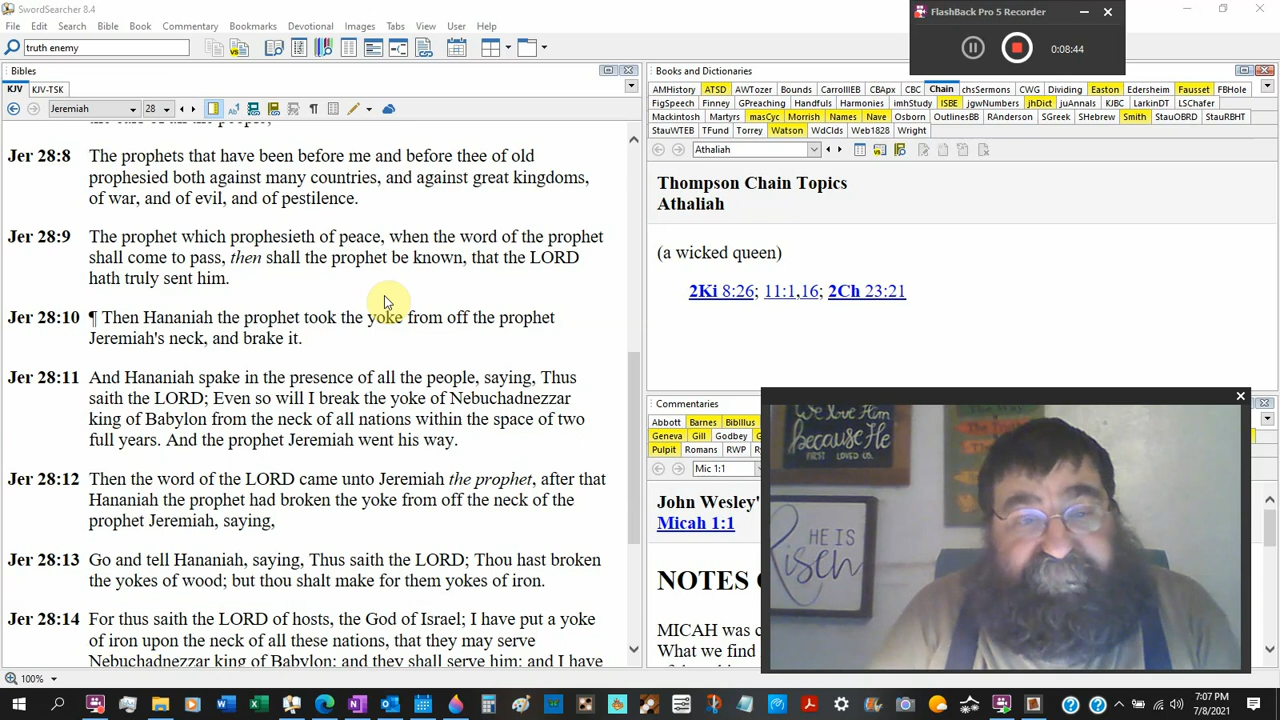 SwordSearcher 8.4
File Edit Search Bible Book Commentary Bookmarks Devotional Images Tabs View User Help
truth enemy
FlashBack Pro 5 Recorder
0:08:44
Bibles
KJV KJV-TSK
Jeremiah 28
Jer 28:8 The prophets that have been before me and before thee of old
prophesied both against many countries, and against great kingdoms,
of war, and of evil, and of pestilence.
Jer 28:9 The prophet which prophesieth of peace, when the word of the prophet
shall come to pass, then shall the prophet be known, that the LORD
hath truly sent him.
Jer 28:10 ¶ Then Hananiah the prophet took the yoke from off the prophet
Jeremiah's neck, and brake it.
Jer 28:11 And Hananiah spake in the presence of all the people, saying, Thus
saith the LORD; Even so will I break the yoke of Nebuchadnezzar
king of Babylon from the neck of all nations within the space of two
full years. And the prophet Jeremiah went his way.
Jer 28:12 Then the word of the LORD came unto Jeremiah the prophet, after that
Hananiah the prophet had broken the yoke from off the neck of the
prophet Jeremiah, saying,
Jer 28:13 Go and tell Hananiah, saying, Thus saith the LORD; Thou hast broken
the yokes of wood; but thou shalt make for them yokes of iron.
Jer 28:14 For thus saith the LORD of hosts, the God of Israel; I have put a yoke
of iron upon the neck of all these nations, that they may serve
Nebuchadnezzar king of Babylon; and they shall serve him: and I have
100%
Books and Dictionaries
AMHistory ATSD AWTozer Bounds CARROLLIEB CBApx CBC Chain chsSermons CWG Dividing Easton Edersheim Fausset FBHole
FigSpeech Finney GPreaching Handfuls Harmonies imhStudy ISBE jgwNumbers jhDict juAnnals KJBC LarkinDT LSChafer
Mackintosh Martyrs masCyc Morrish Names Nave Osbord OutlinesBB RAnderson SGreek SHebrew Smith StauOBRD StauRBHT
StauWTEB TFund Torrey Watson WdClds Web1828 Wright
Athaliah
Thompson Chain Topics
Athaliah
(a wicked queen)
2Ki 8:26; 11:1,16; 2Ch 23:21
Commentaries
Abbott Barnes Bibllus
Geneva Gill Godbey
Pulpit Romans RWP
Mic 1:1
John Wesley'
Micah 1:1
NOTES
MICAH was
What we find
We love Him
because He
FIRST LOVED US.
HE IS
Risen
7:07 PM
7/8/2021